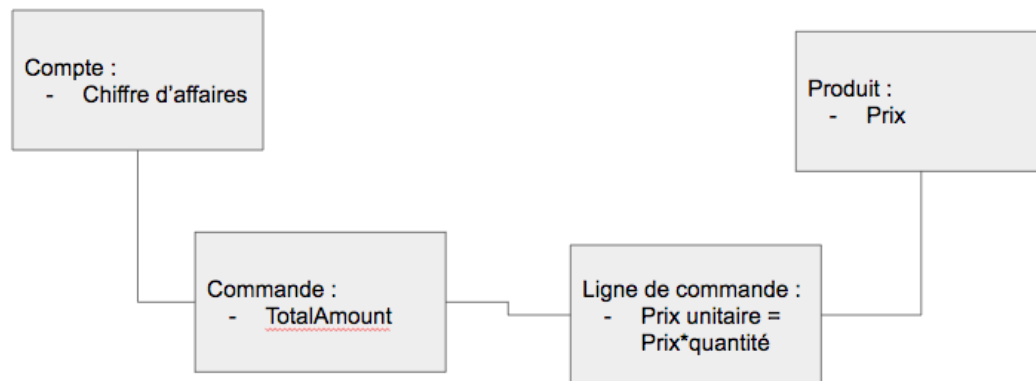 Compte :
- Chiffre d'affaires
Produit :
- Prix
Commande :
- TotalAmount
Ligne de commande :
- Prix unitaire =
Prix*quantité